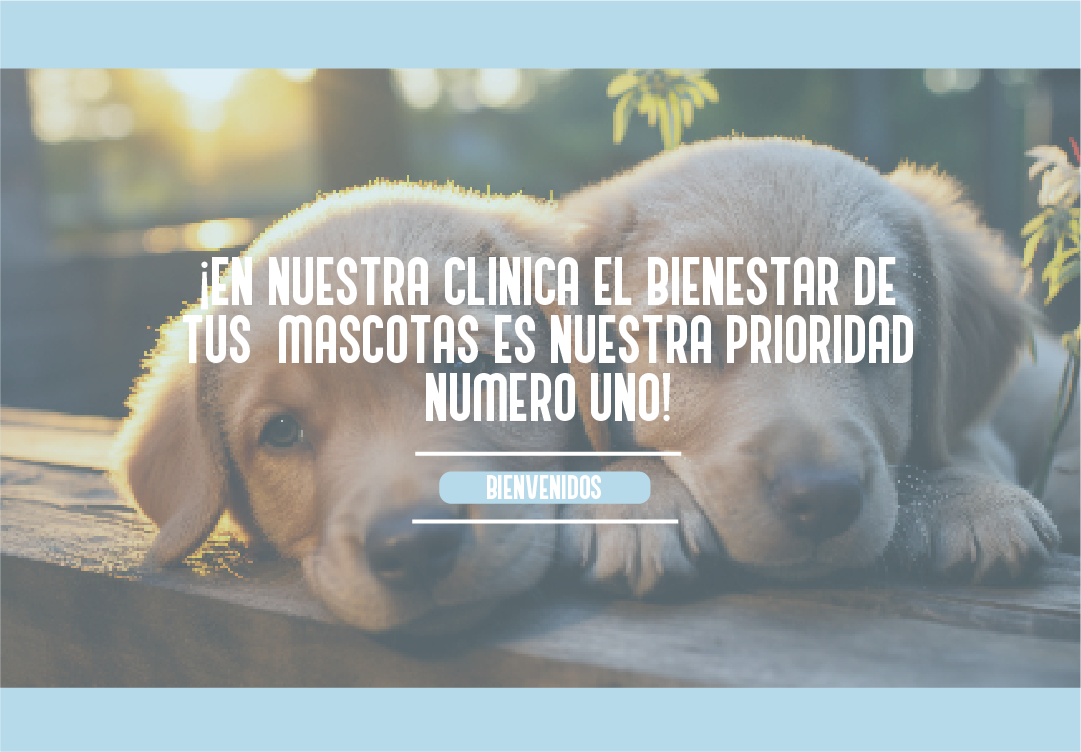 ¡EN NUESTRA CLINICA EL BIENESTAR DE
TUS MASCOTAS ES NUESTRA PRIORIDAD
NUMERO UNO!
BIENVENIDOS